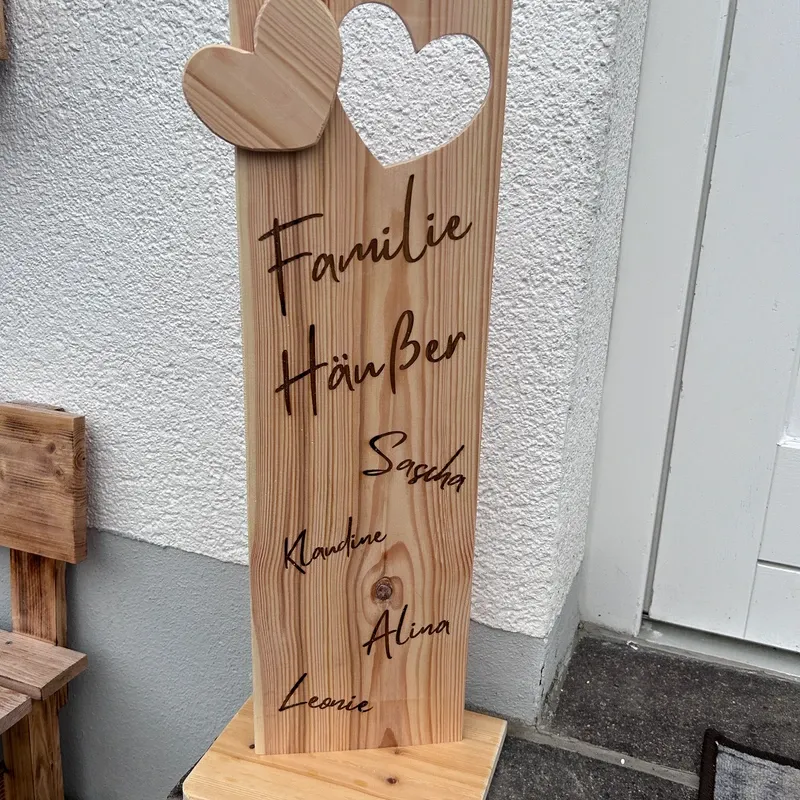 Familie
Häußer
Sascha
Klaudine
Alina
Leonie